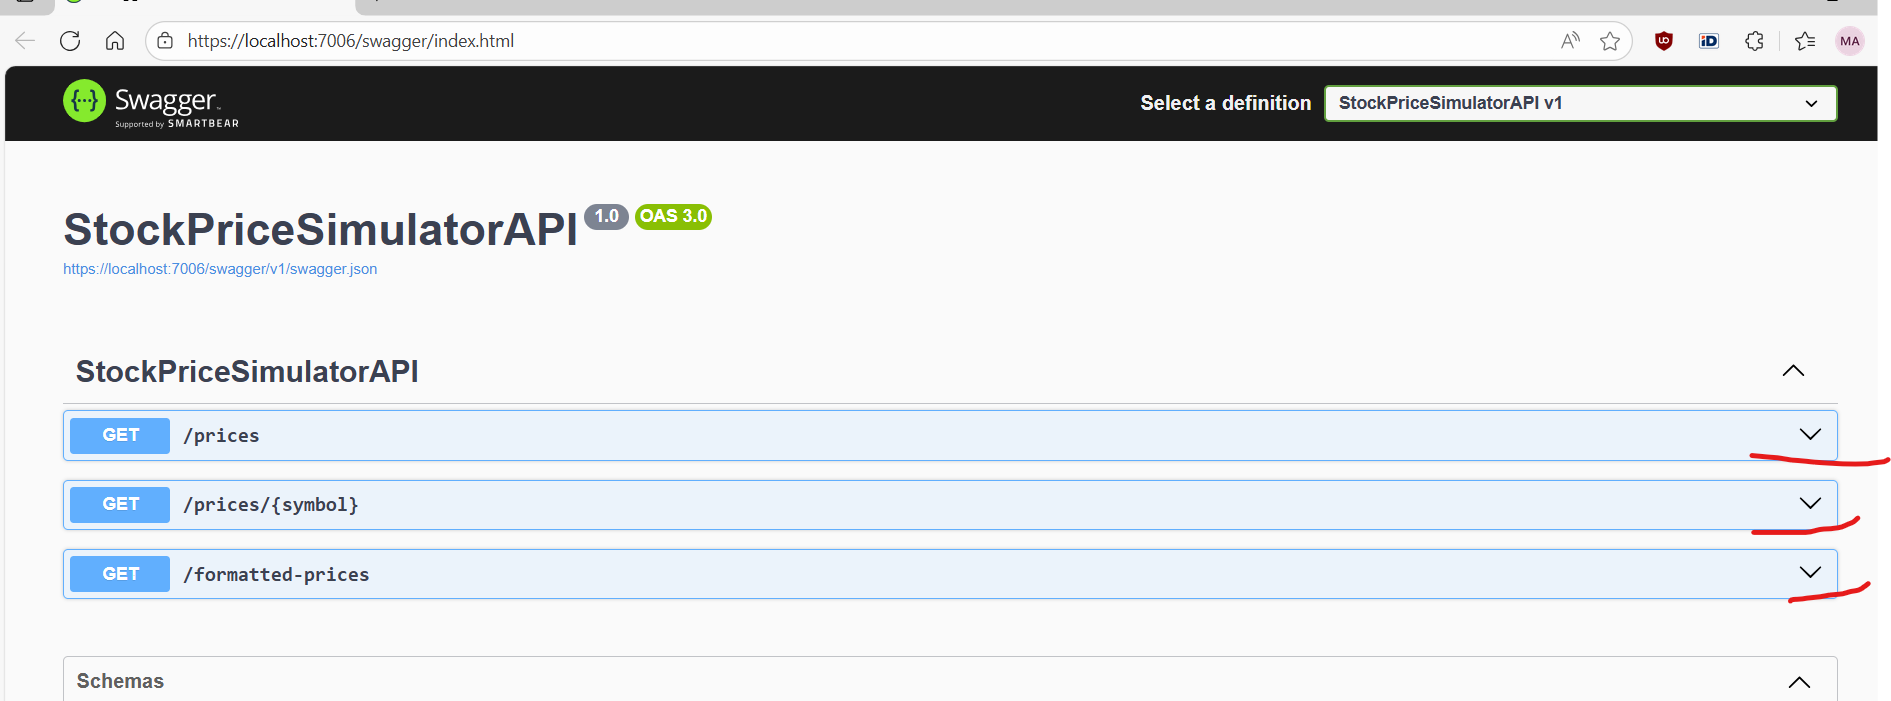 https://localhost:7006/swagger/index.html
MA
{···} Swagger™
Supported by SMARTBEAR
Select a definition
StockPriceSimulatorAPI v1
StockPriceSimulatorAPI 1.0 OAS 3.0
https://localhost:7006/swagger/v1/swagger.json
StockPriceSimulatorAPI
GET /prices
GET /prices/{symbol}
GET /formatted-prices
Schemas